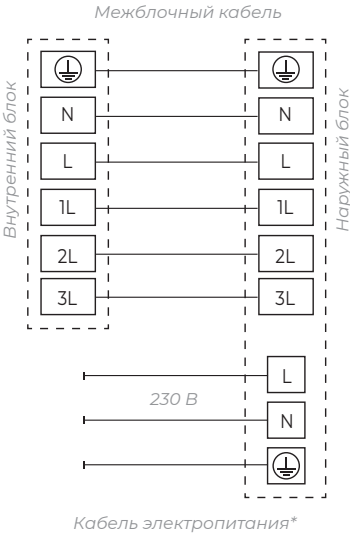 Межблочный кабель
Внутренний блок
Наружный блок
N N
L L
1L 1L
2L 2L
3L 3L
L
230 В
N
Кабель электропитания*